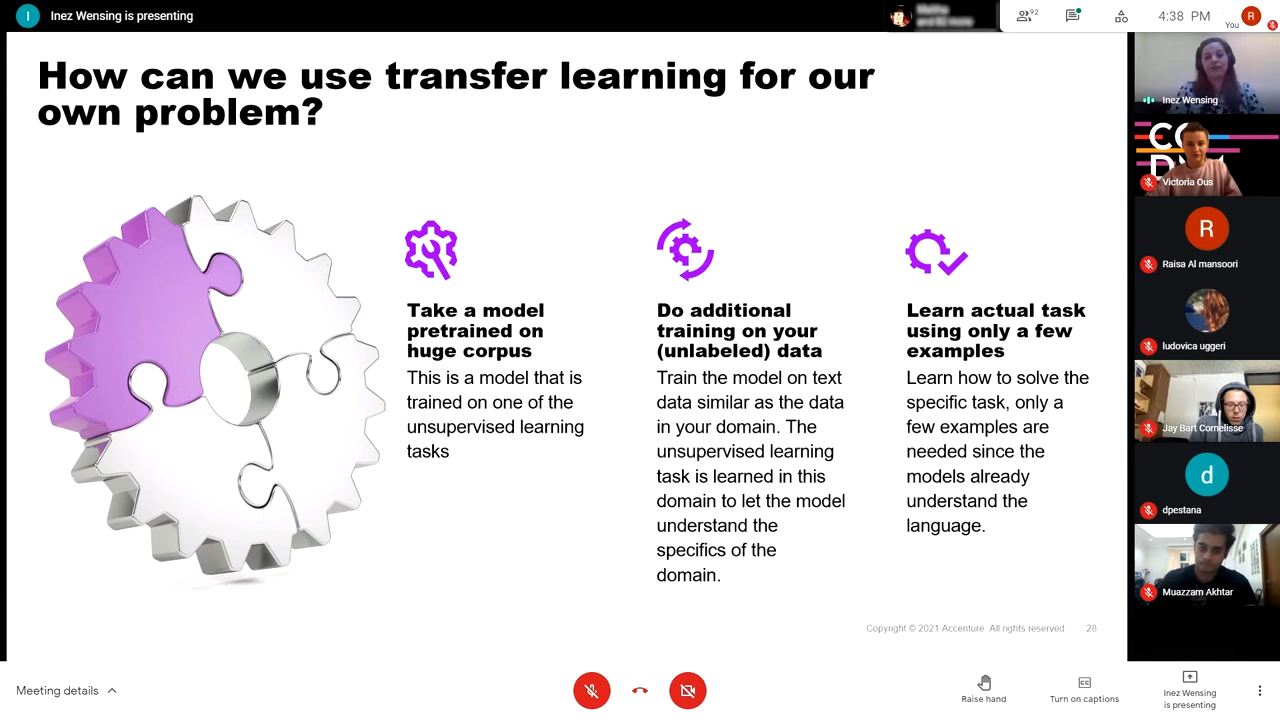 I
Inez Wensing is presenting
92
4:38 PM
You
R
How can we use transfer learning for our
own problem?
Take a model
pretrained on
huge corpus
This is a model that is
trained on one of the
unsupervised learning
tasks
Do additional
training on your
(unlabeled) data
Train the model on text
data similar as the data
in your domain. The
unsupervised learning
task is learned in this
domain to let the model
understand the
specifics of the
domain.
Learn actual task
using only a few
examples
Learn how to solve the
specific task, only a
few examples are
needed since the
models already
understand the
language.
Copyright © 2021 Accenture. All rights reserved
28
Inez Wensing
Victoria Ous
R
Raisa Al mansoori
ludovica uggeri
Jay Bart Cornelisse
d
dpestana
Muazzam Akhtar
Meeting details
Raise hand
Turn on captions
Inez Wensing
is presenting